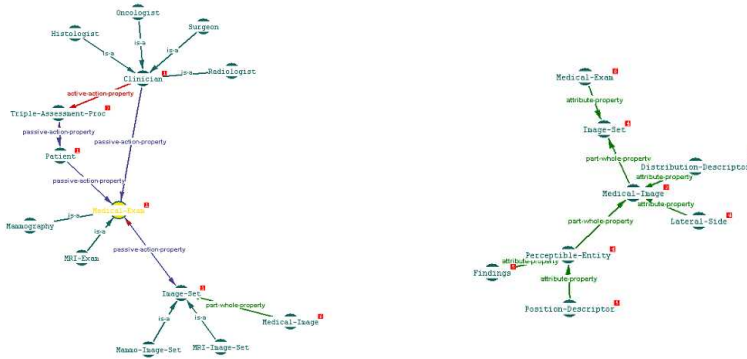 Oncologist
Histologist
Surgeon
is-a
is-a
is-a
Clinician
is-a
Radiologist
active-action-property
Triple-Assessment-Proc
passive-action-property
passive-action-property
Patient
passive-action-property
Medical-Exam
is-a
Mammography
is-a
MRI-Exam
passive-action-property
Image-Set
part-whole-property
Medical-Image
is-a
is-a
Mammo-Image-Set
MRI-Image-Set
Medical-Exam
attribute-property
Image-Set
part-whole-property
Distribution-Descriptor
attribute-property
Medical-Image
attribute-property
part-whole-property
Lateral-Side
Perceptible-Entity
attribute-property
Findings
attribute-property
Position-Descriptor